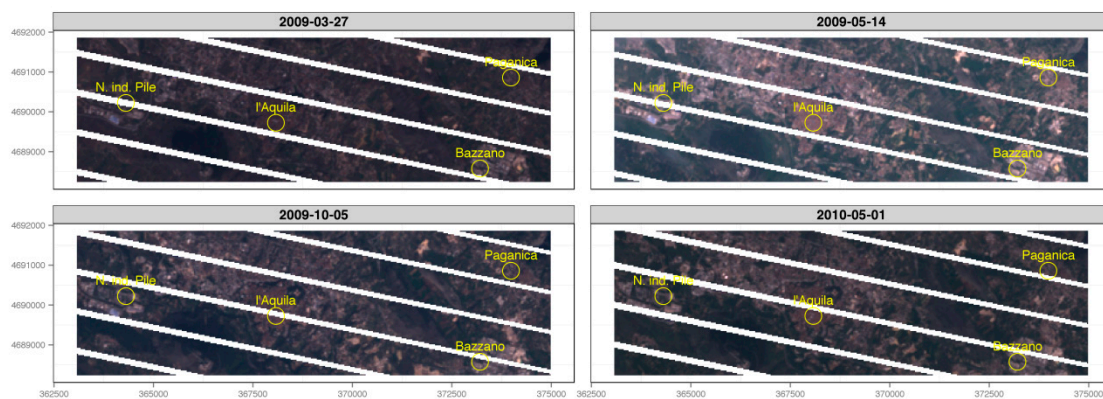 2009-03-27
2009-05-14
4692000
4691000
4690000
4689000
Paganica
N. ind. Pile
l'Aquila
Bazzano
Paganica
N. ind. Pile
l'Aquila
Bazzano
2009-10-05
2010-05-01
4692000
4691000
4690000
4689000
Paganica
N. ind. Pile
l'Aquila
Bazzano
Paganica
N. ind. Pile
l'Aquila
Bazzano
362500
365000
367500
370000
372500
375000
362500
365000
367500
370000
372500
375000